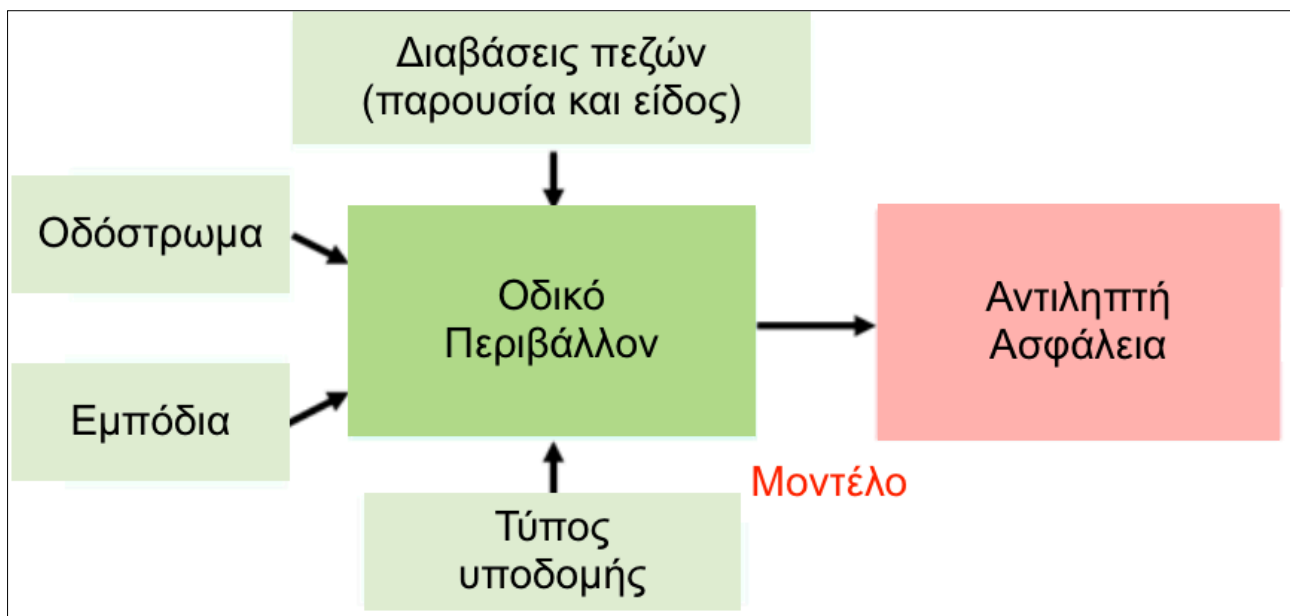 Διαβάσεις πεζών
(παρουσία και είδος)
Οδόστρωμα
Οδικό
Περιβάλλον
Αντιληπτή
Ασφάλεια
Εμπόδια
Μοντέλο
Τύπος
υποδομής